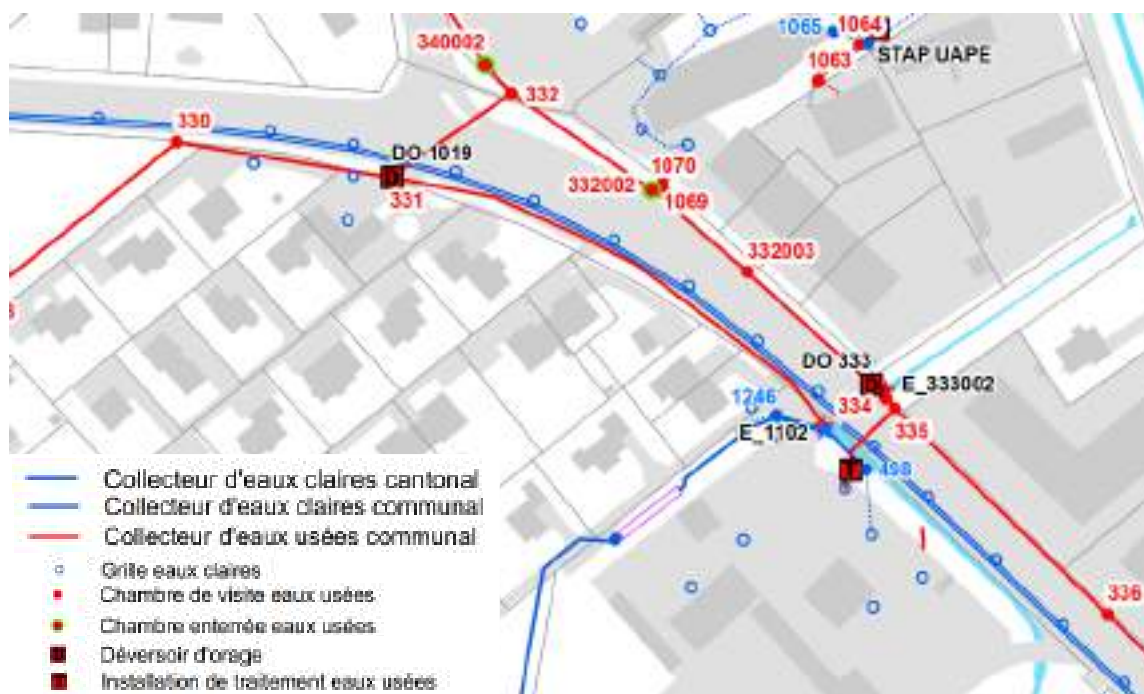 1064
1065
STAP UAPE
340002
1063
332
330
DO 1019
1070
332002
1069
331
332003
DO 333
E_333002
1246
334
335
E_1102
498
336
Collecteur d'eaux claires cantonal
Collecteur d'eaux claires communal
Collecteur d'eaux usées communal
Grille eaux claires
Chambre de visite eaux usées
Chambre enterrée eaux usées
Déversoir d'orage
Installation de traitement eaux usées